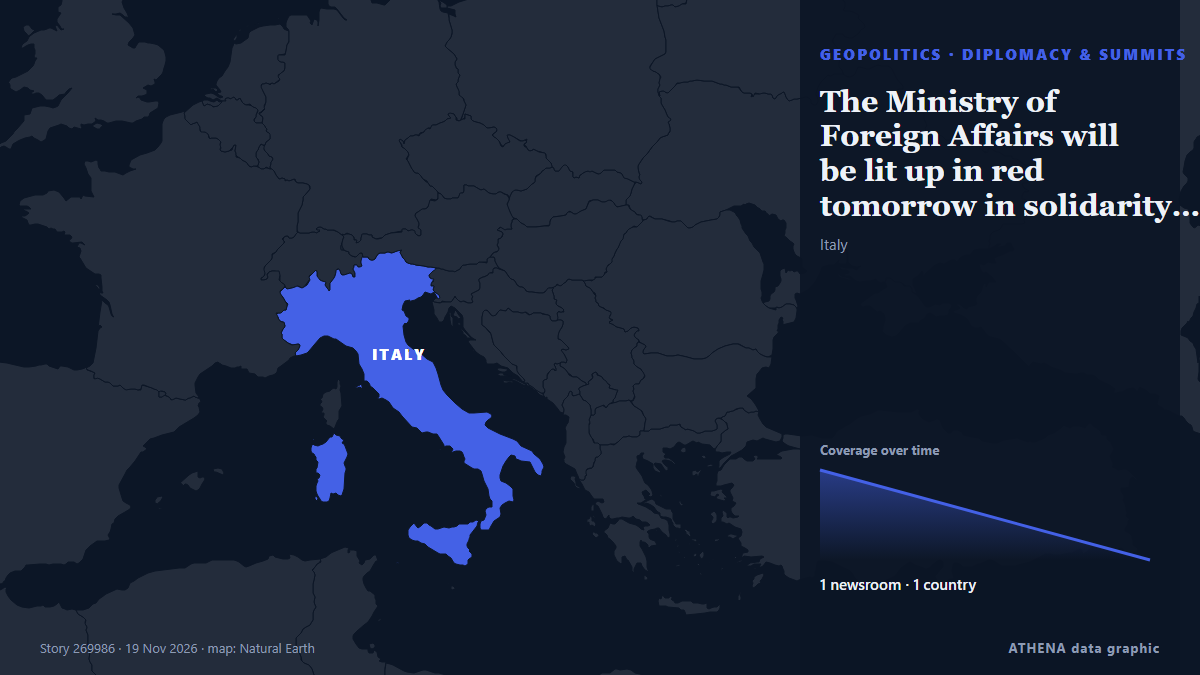 GEOPOLITICS · DIPLOMACY & SUMMITS
The Ministry of
Foreign Affairs will
be lit up in red
tomorrow in solidarity...
Italy
ITALY
Coverage over time
1 newsroom · 1 country
Story 269986 · 19 Nov 2026 · map: Natural Earth
ATHENA data graphic